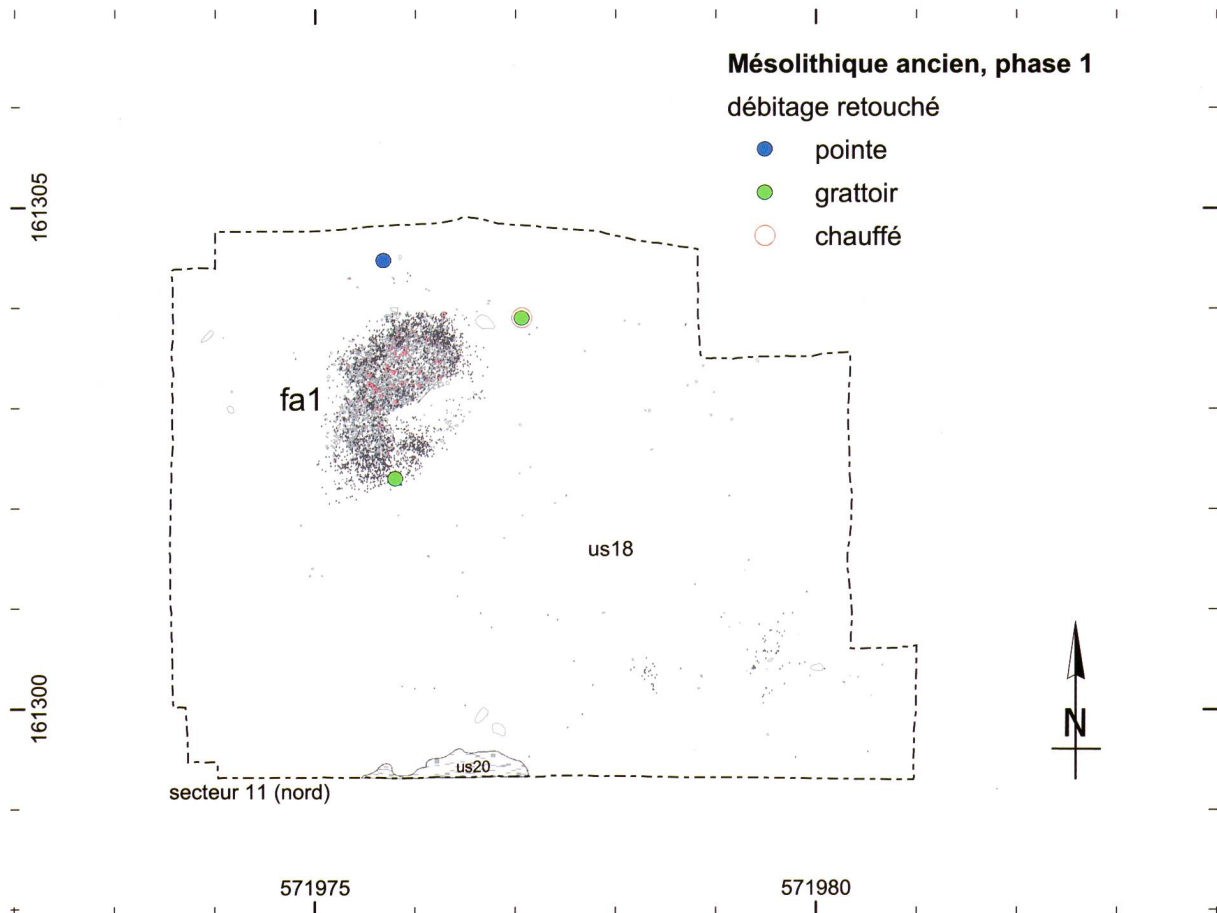 Mésolithique ancien, phase 1
débitage retouché
pointe
grattoir
chauffé
161305
fa1
us18
161300
N
us20
secteur 11 (nord)
571975
571980